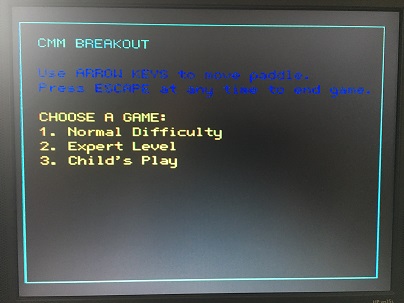 CMM BREAKOUT
Use ARROW KEYS to move paddle.
Press ESCAPE at any time to end game.
CHOOSE A GAME:
1. Normal Difficulty
2. Expert Level
3. Child's Play